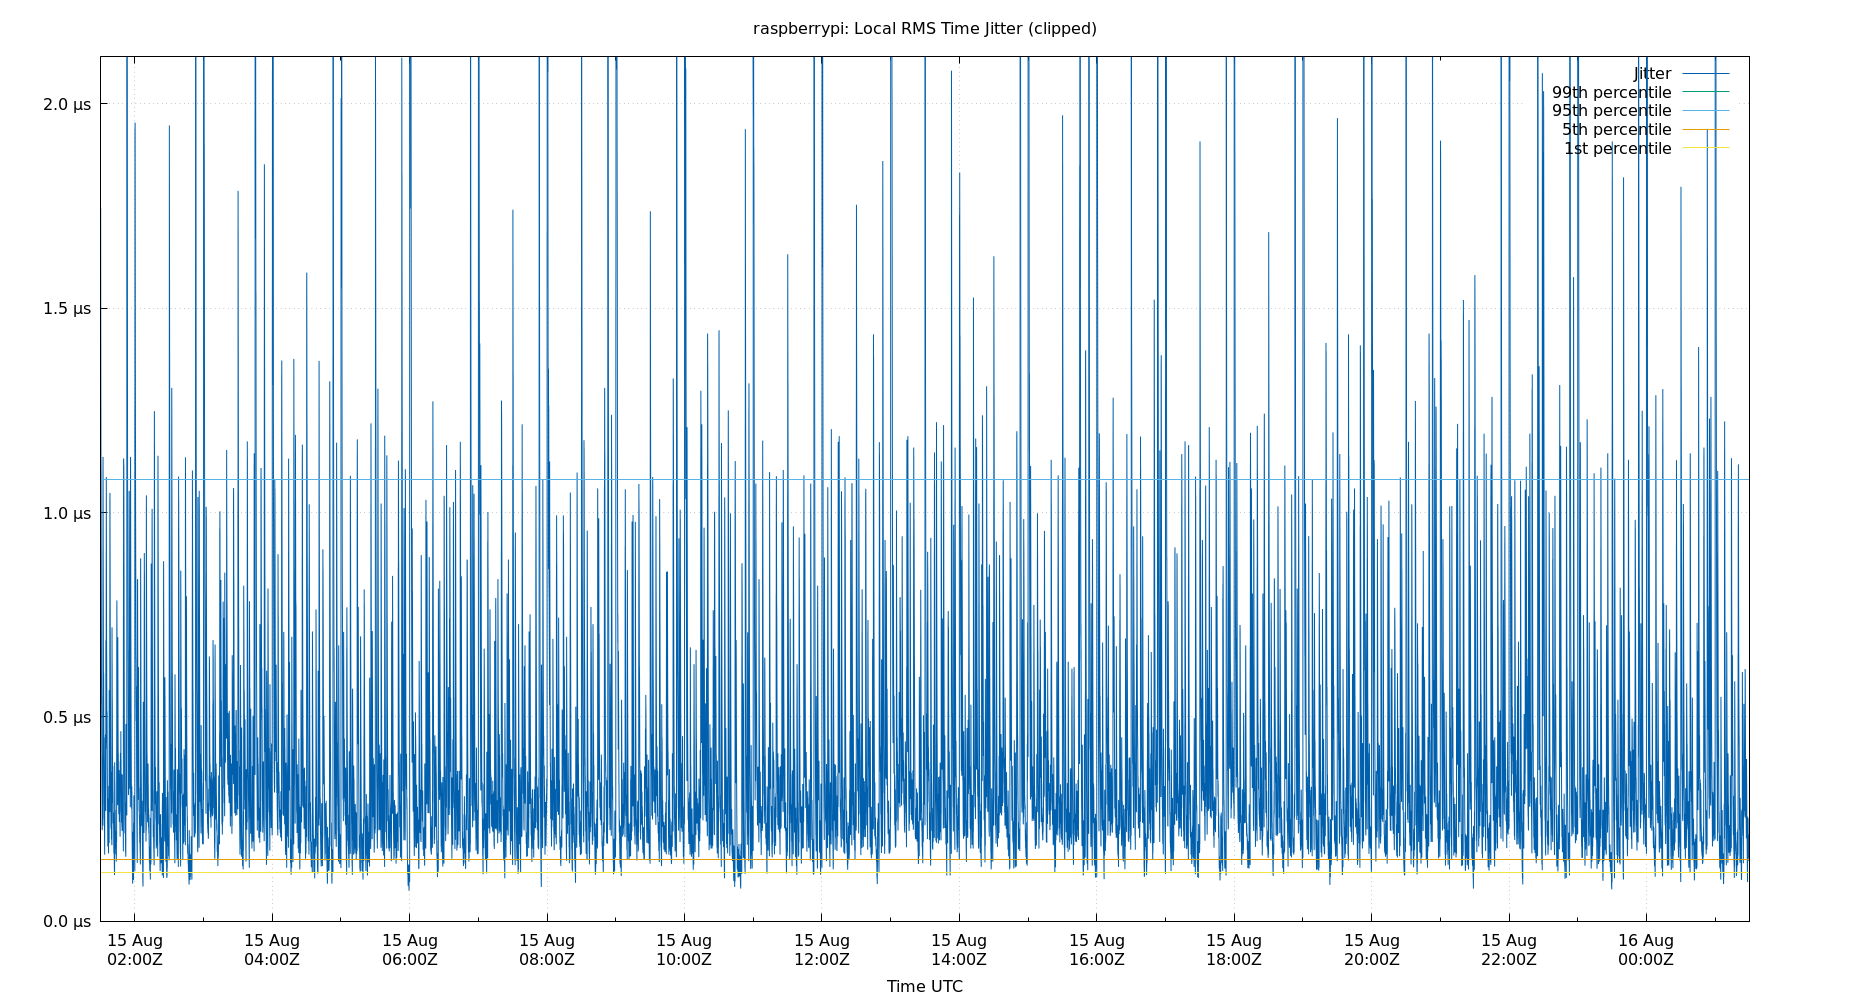 raspberrypi: Local RMS Time Jitter (clipped)
Jitter
99th percentile
95th percentile
5th percentile
1st percentile
2.0 µs
1.5 µs
1.0 µs
0.5 µs
0.0 µs
15 Aug 15 Aug 15 Aug 15 Aug 15 Aug 15 Aug 15 Aug 15 Aug 15 Aug 15 Aug 15 Aug 16 Aug
02:00Z 04:00Z 06:00Z 08:00Z 10:00Z 12:00Z 14:00Z 16:00Z 18:00Z 20:00Z 22:00Z 00:00Z
Time UTC